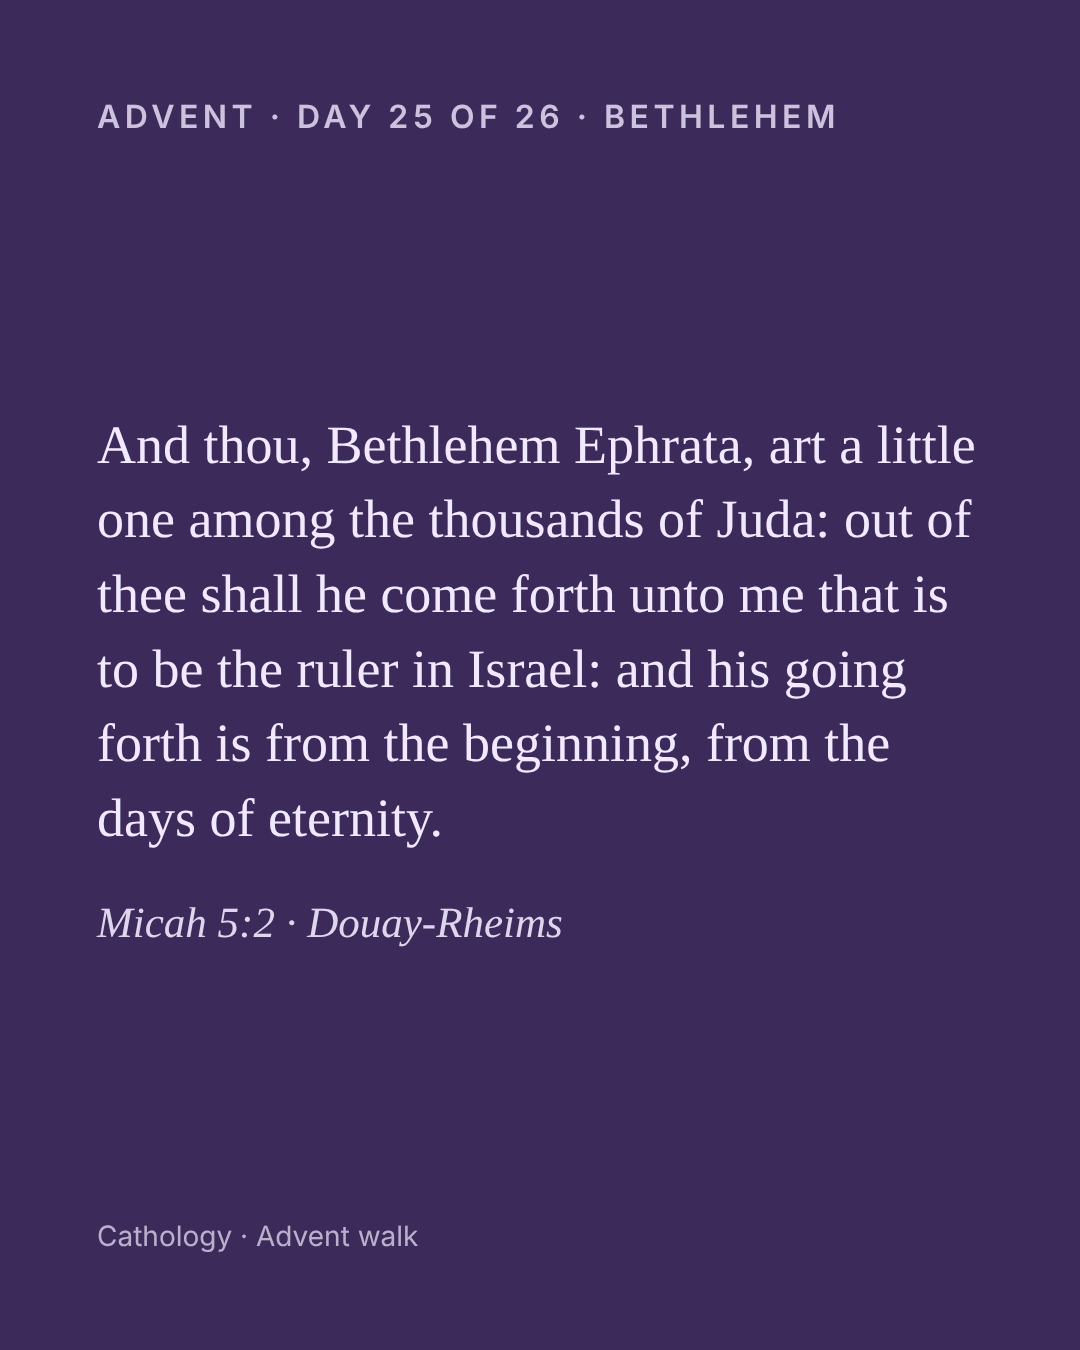 ADVENT · DAY 25 OF 26 · BETHLEHEM
And thou, Bethlehem Ephrata, art a little
one among the thousands of Juda: out of
thee shall he come forth unto me that is
to be the ruler in Israel: and his going
forth is from the beginning, from the
days of eternity.
Micah 5:2 · Douay-Rheims
Cathology · Advent walk